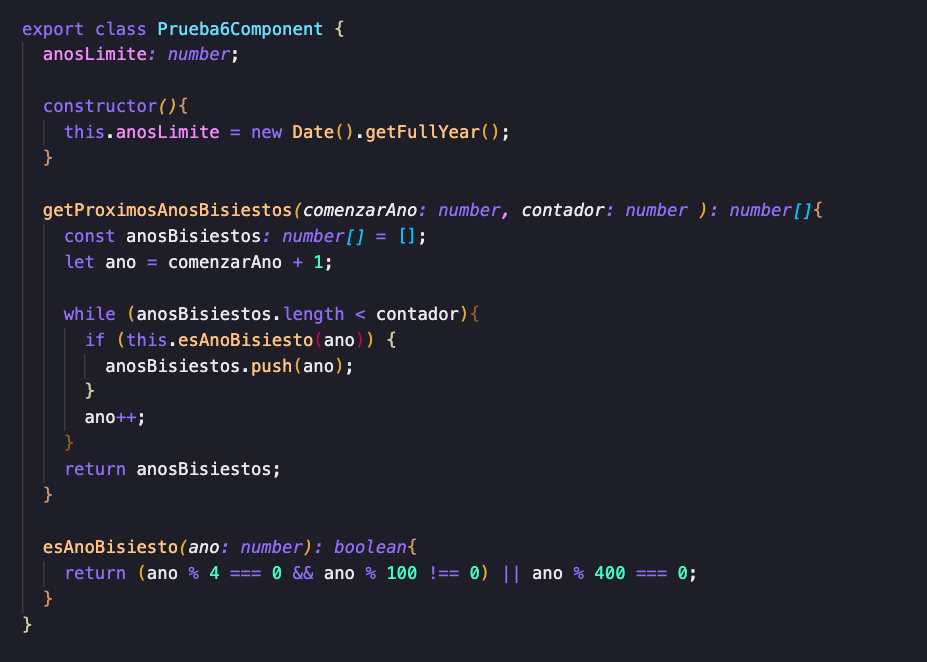 export class Prueba6Component {
anosLimite: number;
constructor(){
this.anosLimite = new Date().getFullYear();
}
getProximosAnosBisiestos(comenzarAno: number, contador: number ): number[]{
const anosBisiestos: number[] = [];
let ano = comenzarAno + 1;
while (anosBisiestos.length < contador){
if (this.esAnoBisiesto(ano)) {
anosBisiestos.push(ano);
}
ano++;
}
return anosBisiestos;
}
esAnoBisiesto(ano: number): boolean{
return (ano % 4 === 0 && ano % 100 !== 0) || ano % 400 === 0;
}
}